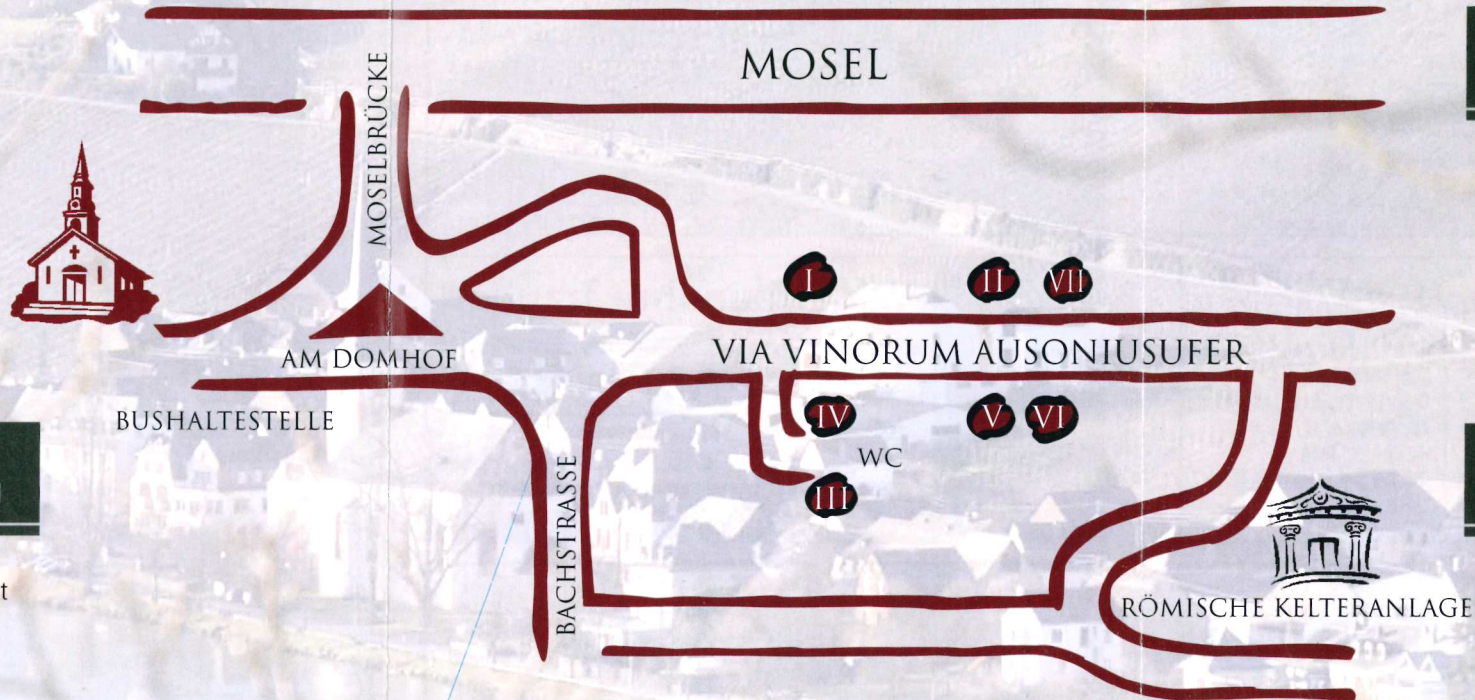 MOSEL
MOSELBRÜCKE
I
II
VII
AM DOMHOF
VIA VINORUM AUSONIUSUFER
BUSHALTESTELLE
IV
V
VI
WC
III
BACHSTRASSE
RÖMISCHE KELTERANLAGE
t